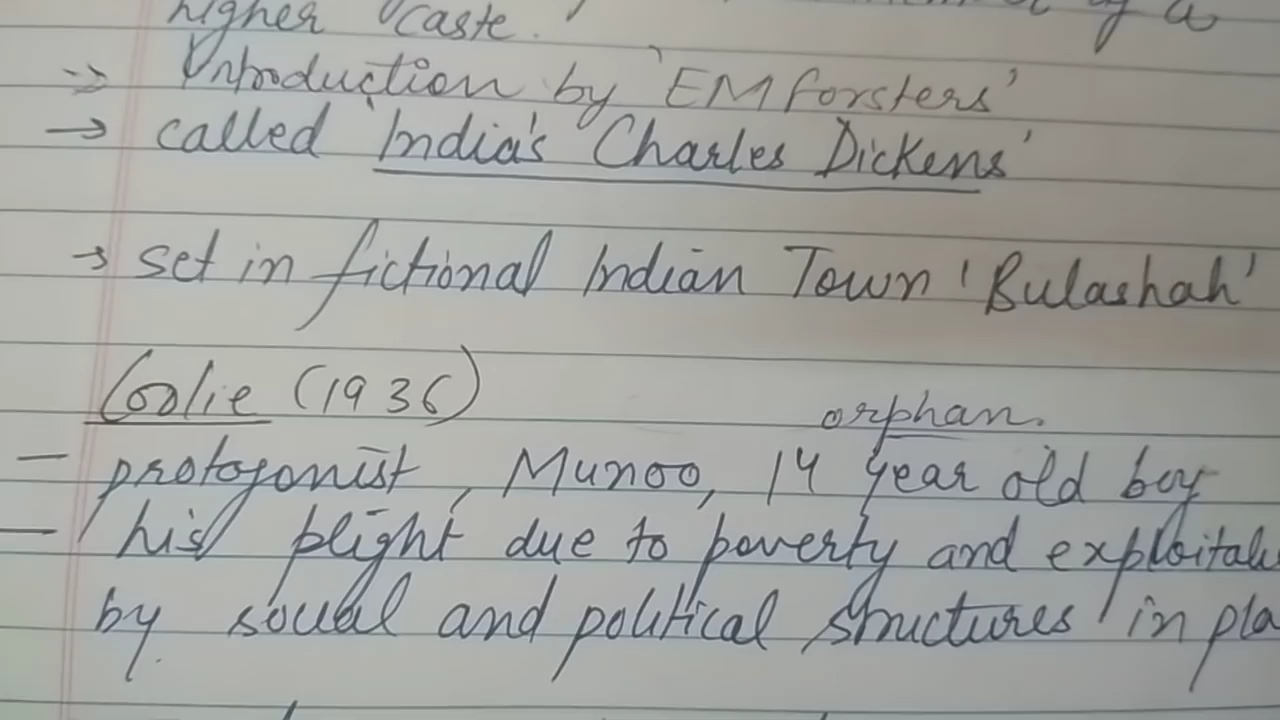 higher caste.
→ Introduction by 'EM Forsters'
→ called 'India's Charles Dickens'
→ set in fictional Indian Town 'Bulashah'
Coolie (1936)
orphan.
— protogonist, Munoo, 14 year old boy
— his plight due to poverty and exploitati
by social and political structures in pla